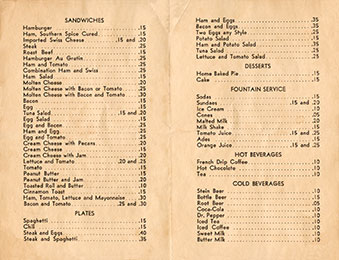 SANDWICHES
Hamburger .15
Ham, Southern Spice Cured .15
Imported Swiss Cheese .15 and .20
Steak .25
Roast Beef .25
Hamburger Au Gratin .25
Ham and Tomato .25
Combination Ham and Swiss .25
Ham Salad .15
Molten Cheese .20
Molten Cheese with Bacon or Tomato .25
Molten Cheese with Bacon and Tomato .30
Bacon .15
Egg .15
Tuna Salad .15 and .20
Egg Salad .15
Egg and Bacon .25
Ham and Egg .25
Egg and Tomato .25
Cream Cheese with Pecans .20
Cream Cheese .15
Cream Cheese with Jam .20
Lettuce and Tomato .20 and .25
Tomato .15
Peanut Butter .15
Peanut Butter and Jam .20
Toasted Roll and Butter .10
Cinnamon Toast .15
Ham, Tomato, Lettuce and Mayonnaise .30
Bacon and Tomato .25 and .30
PLATES
Spaghetti .15
Chili .15
Steak and Eggs .40
Steak and Spaghetti .35
Ham and Eggs .35
Bacon and Eggs .35
Two Eggs any Style .25
Potato Salad .15
Ham and Potato Salad .35
Tuna Salad .35
Lettuce and Tomato Salad .25
DESSERTS
Home Baked Pie .15
Cake .15
FOUNTAIN SERVICE
Sodas .15
Sundaes .15 and .20
Ice Cream .10
Cones .05
Malted Milk .20
Milk Shake .15
Tomato Juice .15 and .25
Ades .15
Orange Juice .15 and .25
HOT BEVERAGES
French Drip Coffee .10
Hot Chocolate .10
Tea .10
COLD BEVERAGES
Stein Beer .10
Bottle Beer .15
Root Beer .05
Coca-Cola .10
Dr. Pepper .10
Iced Tea .10
Iced Coffee .10
Sweet Milk .10
Butter Milk .10